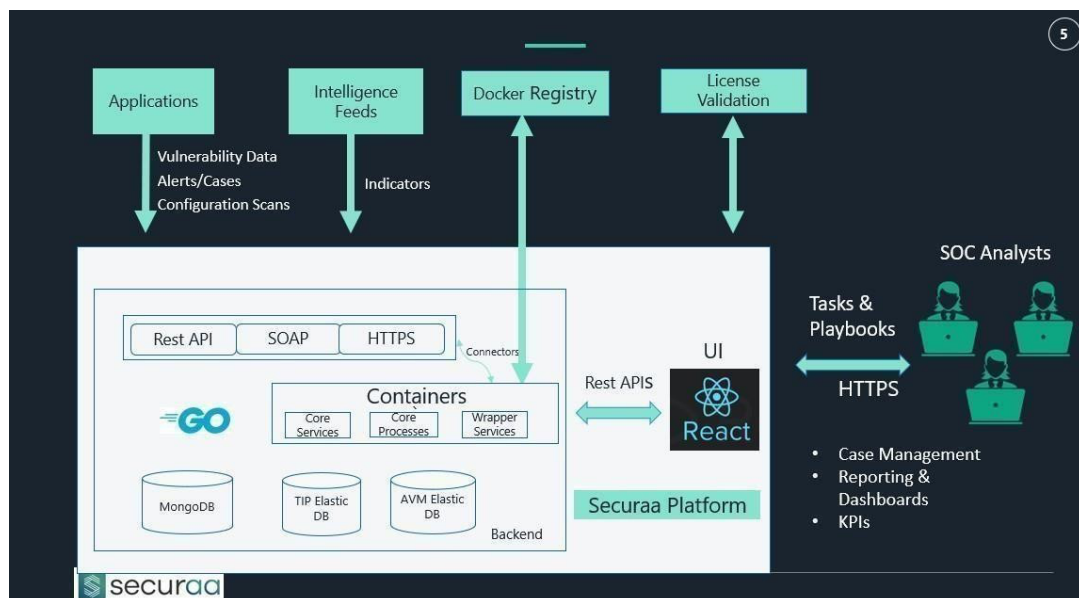 5
Applications
Intelligence
Feeds
Docker Registry
License
Validation
Vulnerability Data
Alerts/Cases
Configuration Scans
Indicators
SOC Analysts
Tasks &
Playbooks
HTTPS
Rest API
SOAP
HTTPS
Connectors
UI
Rest APIs
React
Containers
Core
Services
Core
Processes
Wrapper
Services
GO
MongoDB
TIP Elastic
DB
AVM Elastic
DB
Backend
Securaa Platform
• Case Management
• Reporting &
Dashboards
• KPIs
securaa